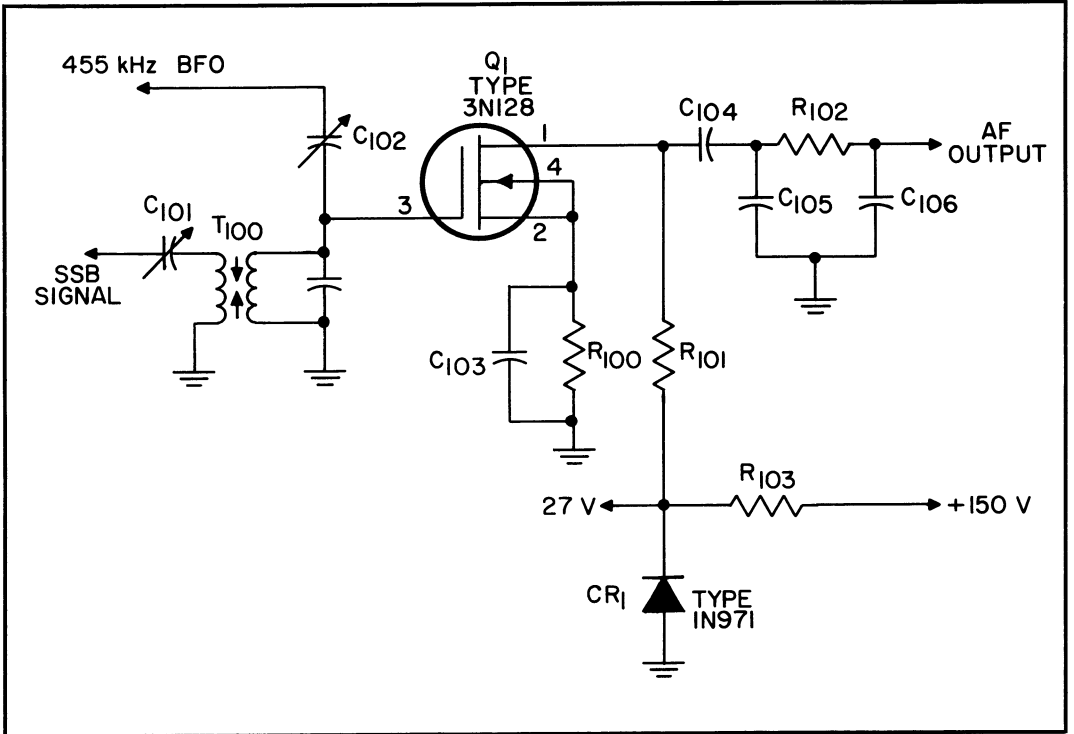 455 kHz BFO
Q1
TYPE
3N128
C102
1
4
3
2
C104
R102
AF
OUTPUT
C105
C106
C101
T100
SSB
SIGNAL
C103
R100
R101
R103
27 V
+150 V
CR1
TYPE
1N971